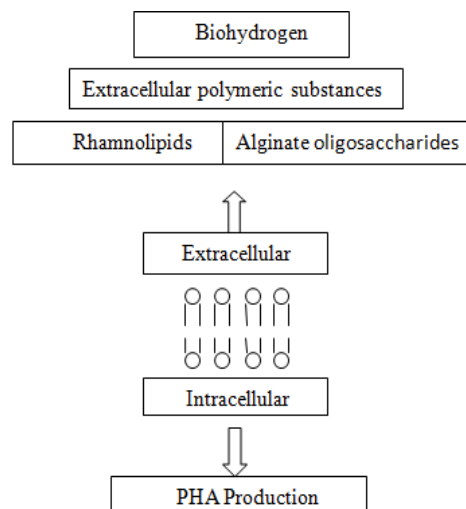 Biohydrogen
Extracellular polymeric substances
Rhamnolipids Alginate oligosaccharides
Extracellular
Intracellular
PHA Production